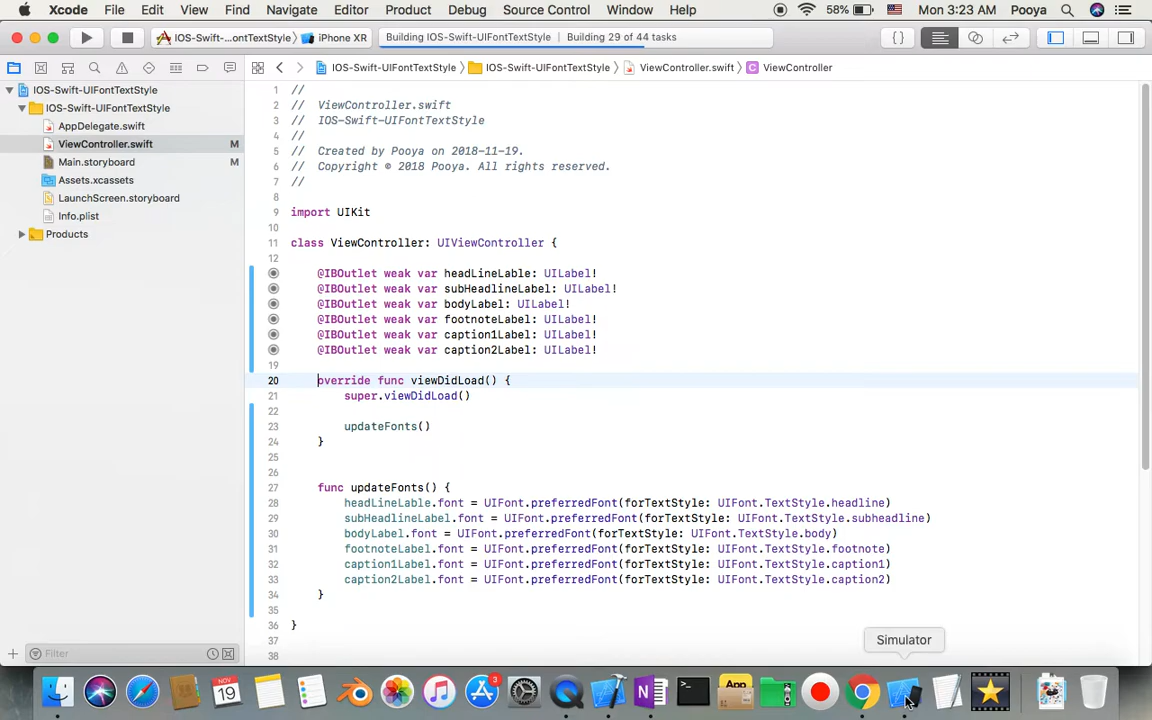 Xcode File Edit View Find Navigate Editor Product Debug Source Control Window Help 58% Mon 3:23 AM Pooya
IOS-Swift-...ontTextStyle iPhone XR Building IOS-Swift-UIFontTextStyle Building 29 of 44 tasks
IOS-Swift-UIFontTextStyle IOS-Swift-UIFontTextStyle ViewController.swift C ViewController
IOS-Swift-UIFontTextStyle
IOS-Swift-UIFontTextStyle
AppDelegate.swift
ViewController.swift M
Main.storyboard M
Assets.xcassets
LaunchScreen.storyboard
Info.plist
Products
Filter
1 //
2 // ViewController.swift
3 // IOS-Swift-UIFontTextStyle
4 //
5 // Created by Pooya on 2018-11-19.
6 // Copyright © 2018 Pooya. All rights reserved.
7 //
8
9 import UIKit
10
11 class ViewController: UIViewController {
12
@IBOutlet weak var headLineLable: UILabel!
@IBOutlet weak var subHeadlineLabel: UILabel!
@IBOutlet weak var bodyLabel: UILabel!
@IBOutlet weak var footnoteLabel: UILabel!
@IBOutlet weak var caption1Label: UILabel!
@IBOutlet weak var caption2Label: UILabel!
19
20 override func viewDidLoad() {
21 super.viewDidLoad()
22
23 updateFonts()
24 }
25
26
27 func updateFonts() {
28 headLineLable.font = UIFont.preferredFont(forTextStyle: UIFont.TextStyle.headline)
29 subHeadlineLabel.font = UIFont.preferredFont(forTextStyle: UIFont.TextStyle.subheadline)
30 bodyLabel.font = UIFont.preferredFont(forTextStyle: UIFont.TextStyle.body)
31 footnoteLabel.font = UIFont.preferredFont(forTextStyle: UIFont.TextStyle.footnote)
32 caption1Label.font = UIFont.preferredFont(forTextStyle: UIFont.TextStyle.caption1)
33 caption2Label.font = UIFont.preferredFont(forTextStyle: UIFont.TextStyle.caption2)
34 }
35
36 }
37
38
Simulator
NOV
19
3
App